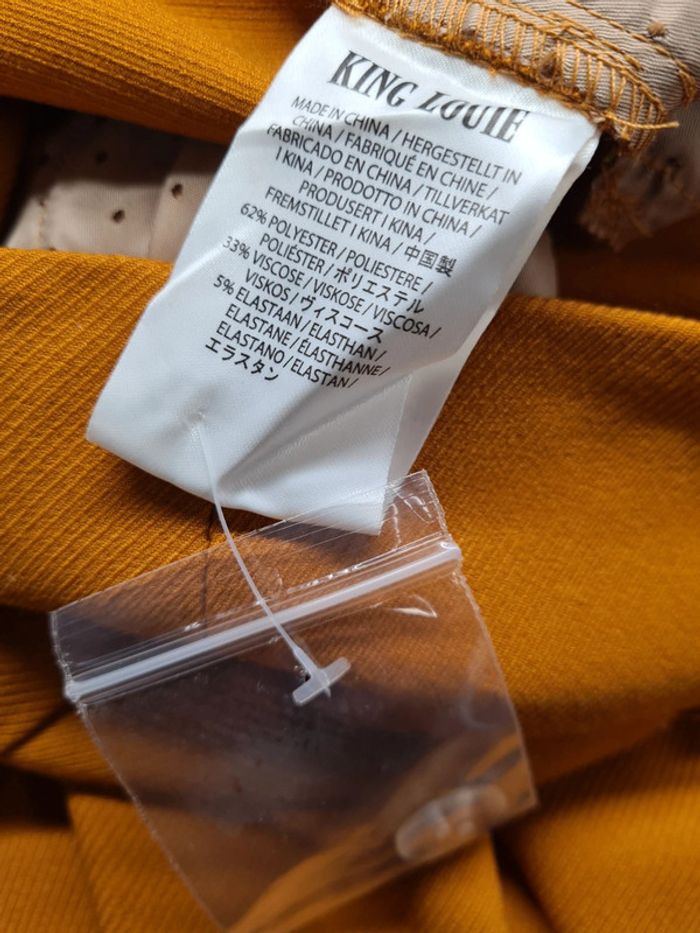 KING LOUIE
MADE IN CHINA / HERGESTELLT IN
CHINA / FABRIQUÉ EN CHINE /
FABRICADO EN CHINA / TILLVERKAT
I KINA / PRODOTTO IN CHINA /
PRODUSERT I KINA /
FREMSTILLET I KINA / 中国製
62% POLYESTER / POLIESTERE /
POLIÉSTER / ポリエステル
33% VISCOSE / VISKOSE / VISCOSA /
VISKOS / ヴィスコース
5% ELASTAAN / ELASTHAN /
ELASTANE / ÉLASTHANNE /
ELASTANO / ELASTAN /
エラスタン